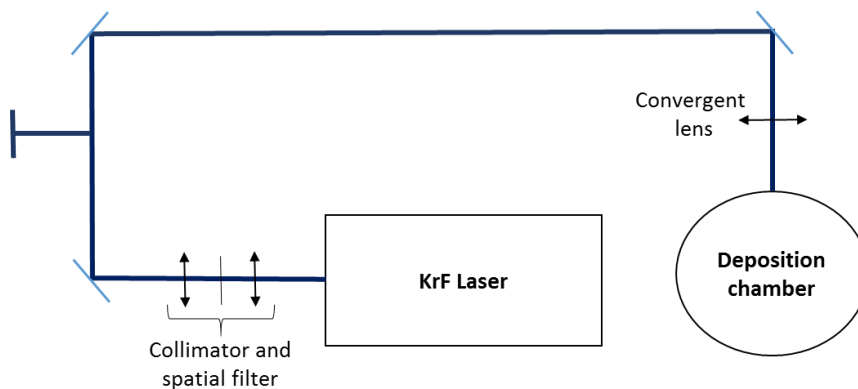 Convergent
lens
KrF Laser
Deposition
chamber
Collimator and
spatial filter